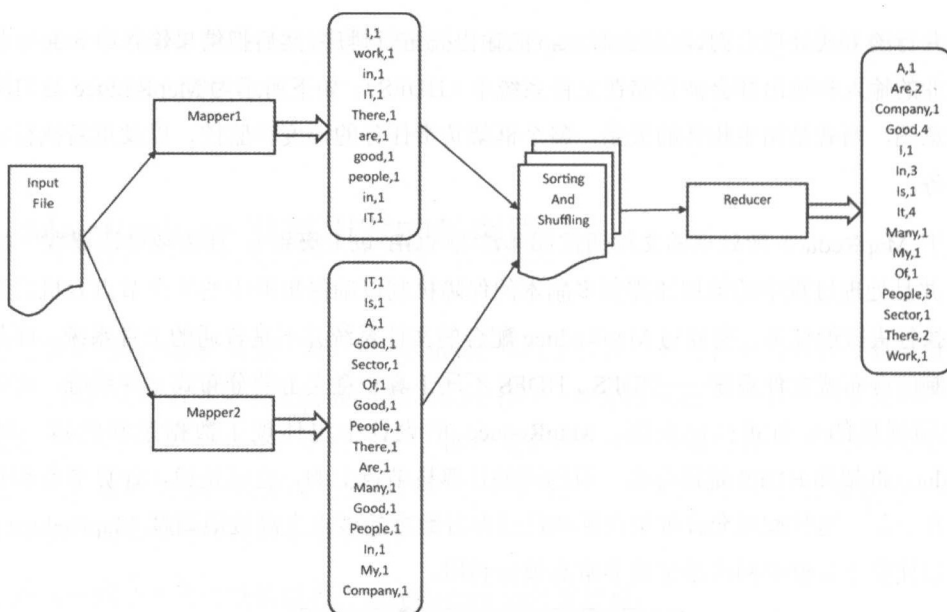 Input
File
Mapper1
I,1
work,1
in,1
IT,1
There,1
are,1
good,1
people,1
in,1
IT,1
Mapper2
IT,1
Is,1
A,1
Good,1
Sector,1
Of,1
Good,1
People,1
There,1
Are,1
Many,1
Good,1
People,1
In,1
My,1
Company,1
Sorting
And
Shuffling
Reducer
A,1
Are,2
Company,1
Good,4
I,1
In,3
Is,1
It,4
Many,1
My,1
Of,1
People,3
Sector,1
There,2
Work,1